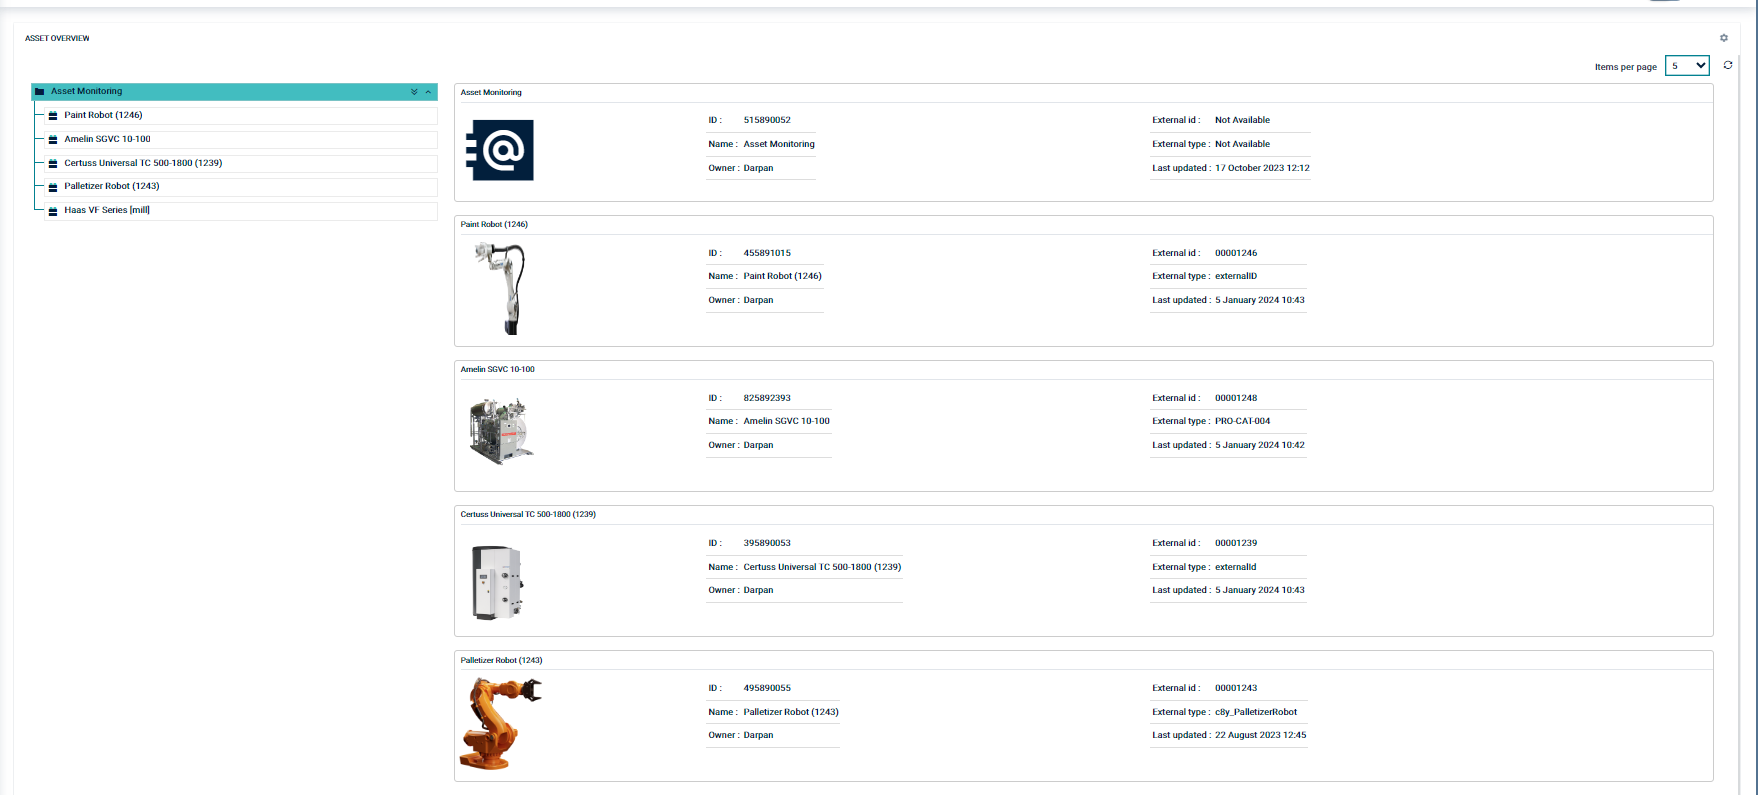 ASSET OVERVIEW
Items per page 5
Asset Monitoring
Paint Robot (1246)
Amelin SGVC 10-100
Certuss Universal TC 500-1800 (1239)
Palletizer Robot (1243)
Haas VF Series [mill]
Asset Monitoring
@
ID : 515890052
Name : Asset Monitoring
Owner : Darpan
External id : Not Available
External type : Not Available
Last updated : 17 October 2023 12:12
Paint Robot (1246)
ID : 455891015
Name : Paint Robot (1246)
Owner : Darpan
External id : 00001246
External type : externalID
Last updated : 5 January 2024 10:43
Amelin SGVC 10-100
ID : 825892393
Name : Amelin SGVC 10-100
Owner : Darpan
External id : 00001248
External type : PRO-CAT-004
Last updated : 5 January 2024 10:42
Certuss Universal TC 500-1800 (1239)
ID : 395890053
Name : Certuss Universal TC 500-1800 (1239)
Owner : Darpan
External id : 00001239
External type : externalId
Last updated : 5 January 2024 10:43
Palletizer Robot (1243)
ID : 495890055
Name : Palletizer Robot (1243)
Owner : Darpan
External id : 00001243
External type : c8y_PalletizerRobot
Last updated : 22 August 2023 12:45